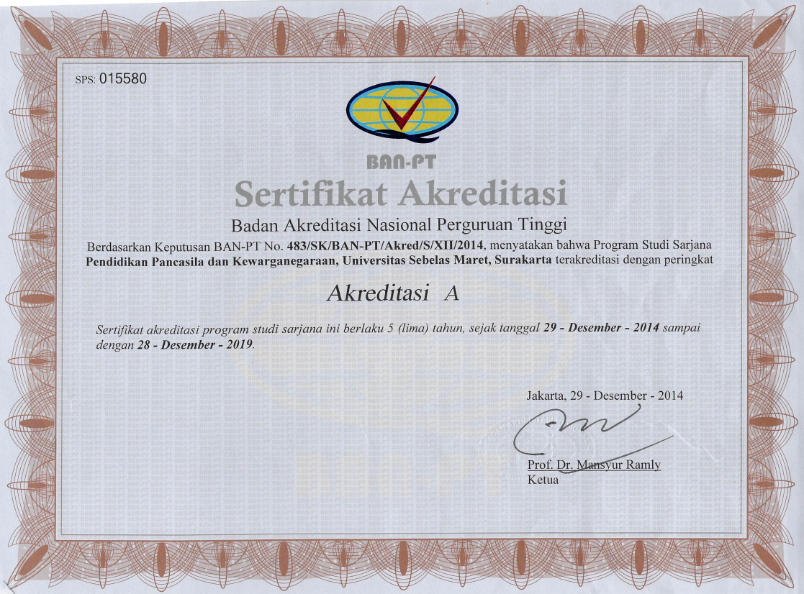 SPS: 015580
BAN-PT
Sertifikat Akreditasi
Badan Akreditasi Nasional Perguruan Tinggi
Berdasarkan Keputusan BAN-PT No. 483/SK/BAN-PT/Akred/S/XII/2014, menyatakan bahwa Program Studi Sarjana
Pendidikan Pancasila dan Kewarganegaraan, Universitas Sebelas Maret, Surakarta terakreditasi dengan peringkat
Akreditasi A
Sertifikat akreditasi program studi sarjana ini berlaku 5 (lima) tahun, sejak tanggal 29 - Desember - 2014 sampai
dengan 28 - Desember - 2019.
Jakarta, 29 - Desember - 2014
Prof. Dr. Mansyur Ramly
Ketua
BAN-PT